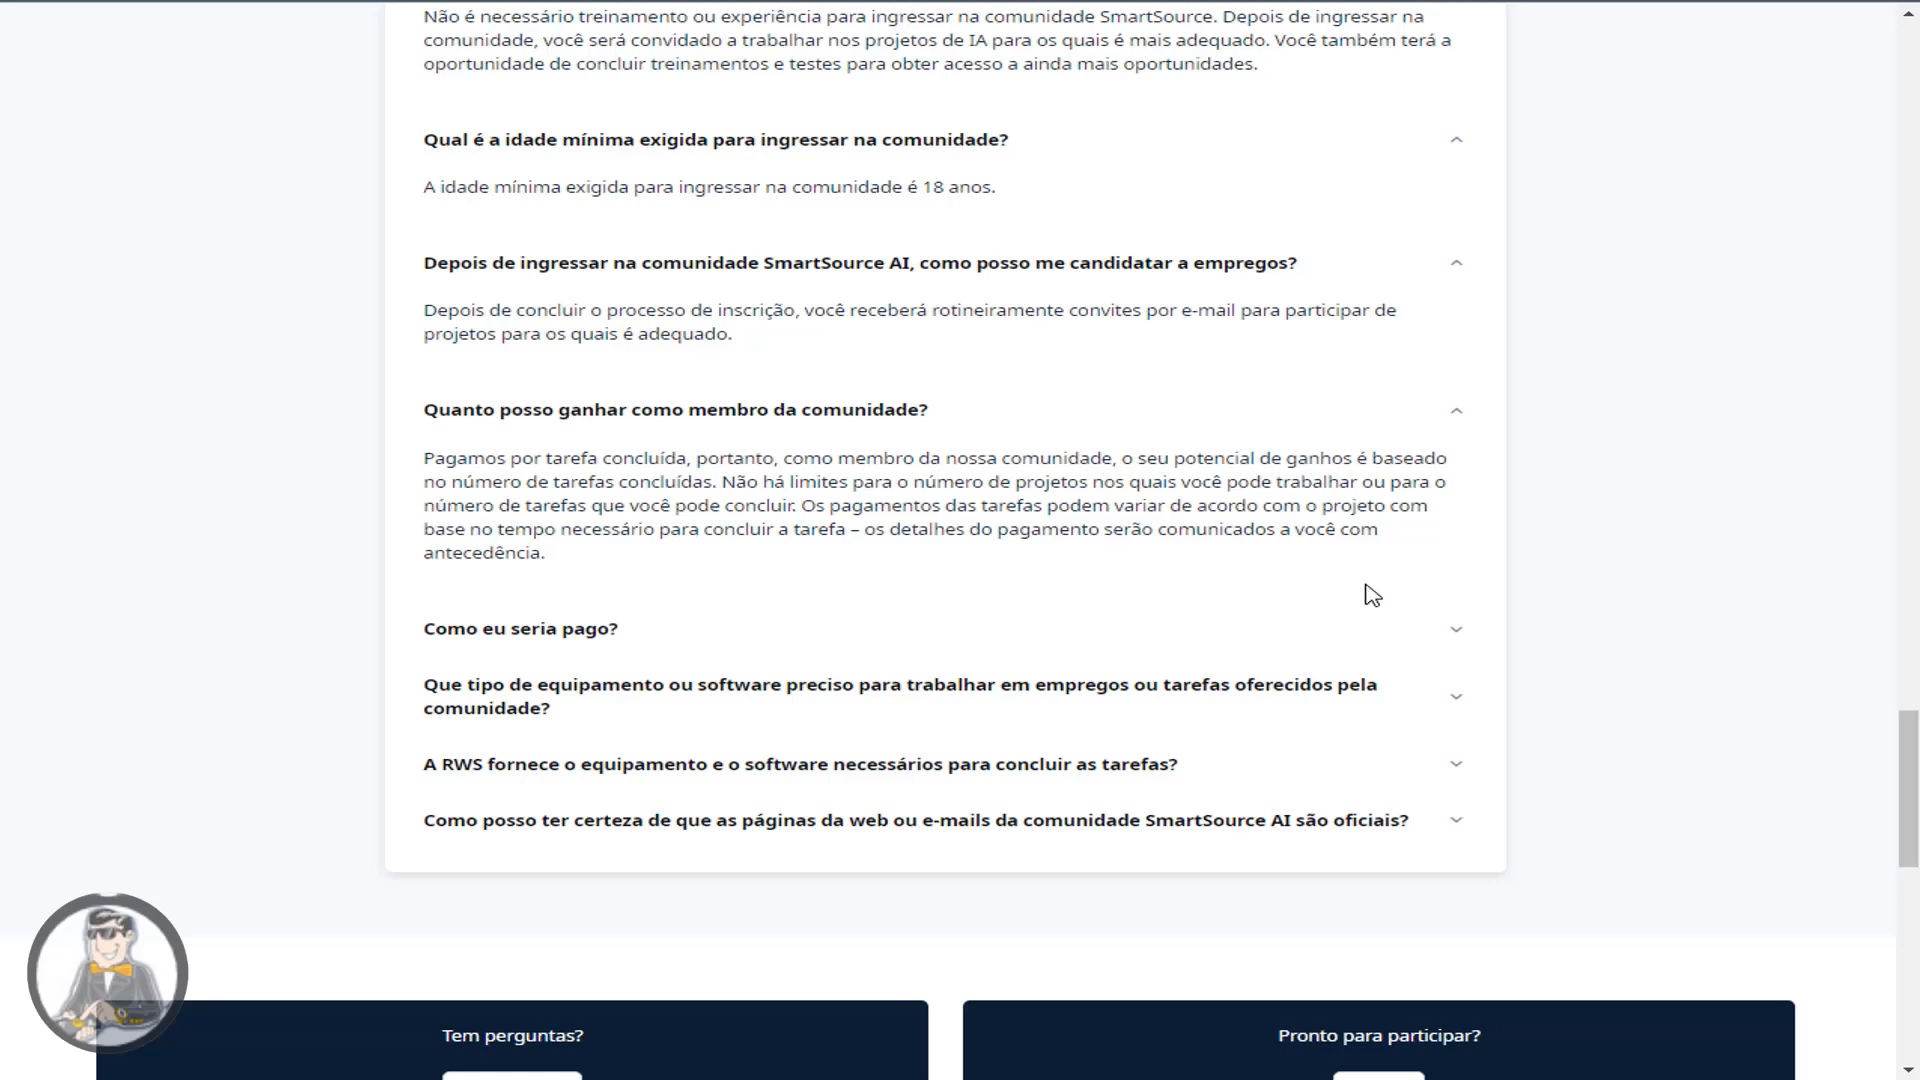 Não é necessário treinamento ou experiência para ingressar na comunidade SmartSource. Depois de ingressar na
comunidade, você será convidado a trabalhar nos projetos de IA para os quais é mais adequado. Você também terá a
oportunidade de concluir treinamentos e testes para obter acesso a ainda mais oportunidades.
Qual é a idade mínima exigida para ingressar na comunidade?
A idade mínima exigida para ingressar na comunidade é 18 anos.
Depois de ingressar na comunidade SmartSource AI, como posso me candidatar a empregos?
Depois de concluir o processo de inscrição, você receberá rotineiramente convites por e-mail para participar de
projetos para os quais é adequado.
Quanto posso ganhar como membro da comunidade?
Pagamos por tarefa concluída, portanto, como membro da nossa comunidade, o seu potencial de ganhos é baseado
no número de tarefas concluídas. Não há limites para o número de projetos nos quais você pode trabalhar ou para o
número de tarefas que você pode concluir. Os pagamentos das tarefas podem variar de acordo com o projeto com
base no tempo necessário para concluir a tarefa – os detalhes do pagamento serão comunicados a você com
antecedência.
Como eu seria pago?
Que tipo de equipamento ou software preciso para trabalhar em empregos ou tarefas oferecidos pela
comunidade?
A RWS fornece o equipamento e o software necessários para concluir as tarefas?
Como posso ter certeza de que as páginas da web ou e-mails da comunidade SmartSource AI são oficiais?
Tem perguntas?
Pronto para participar?